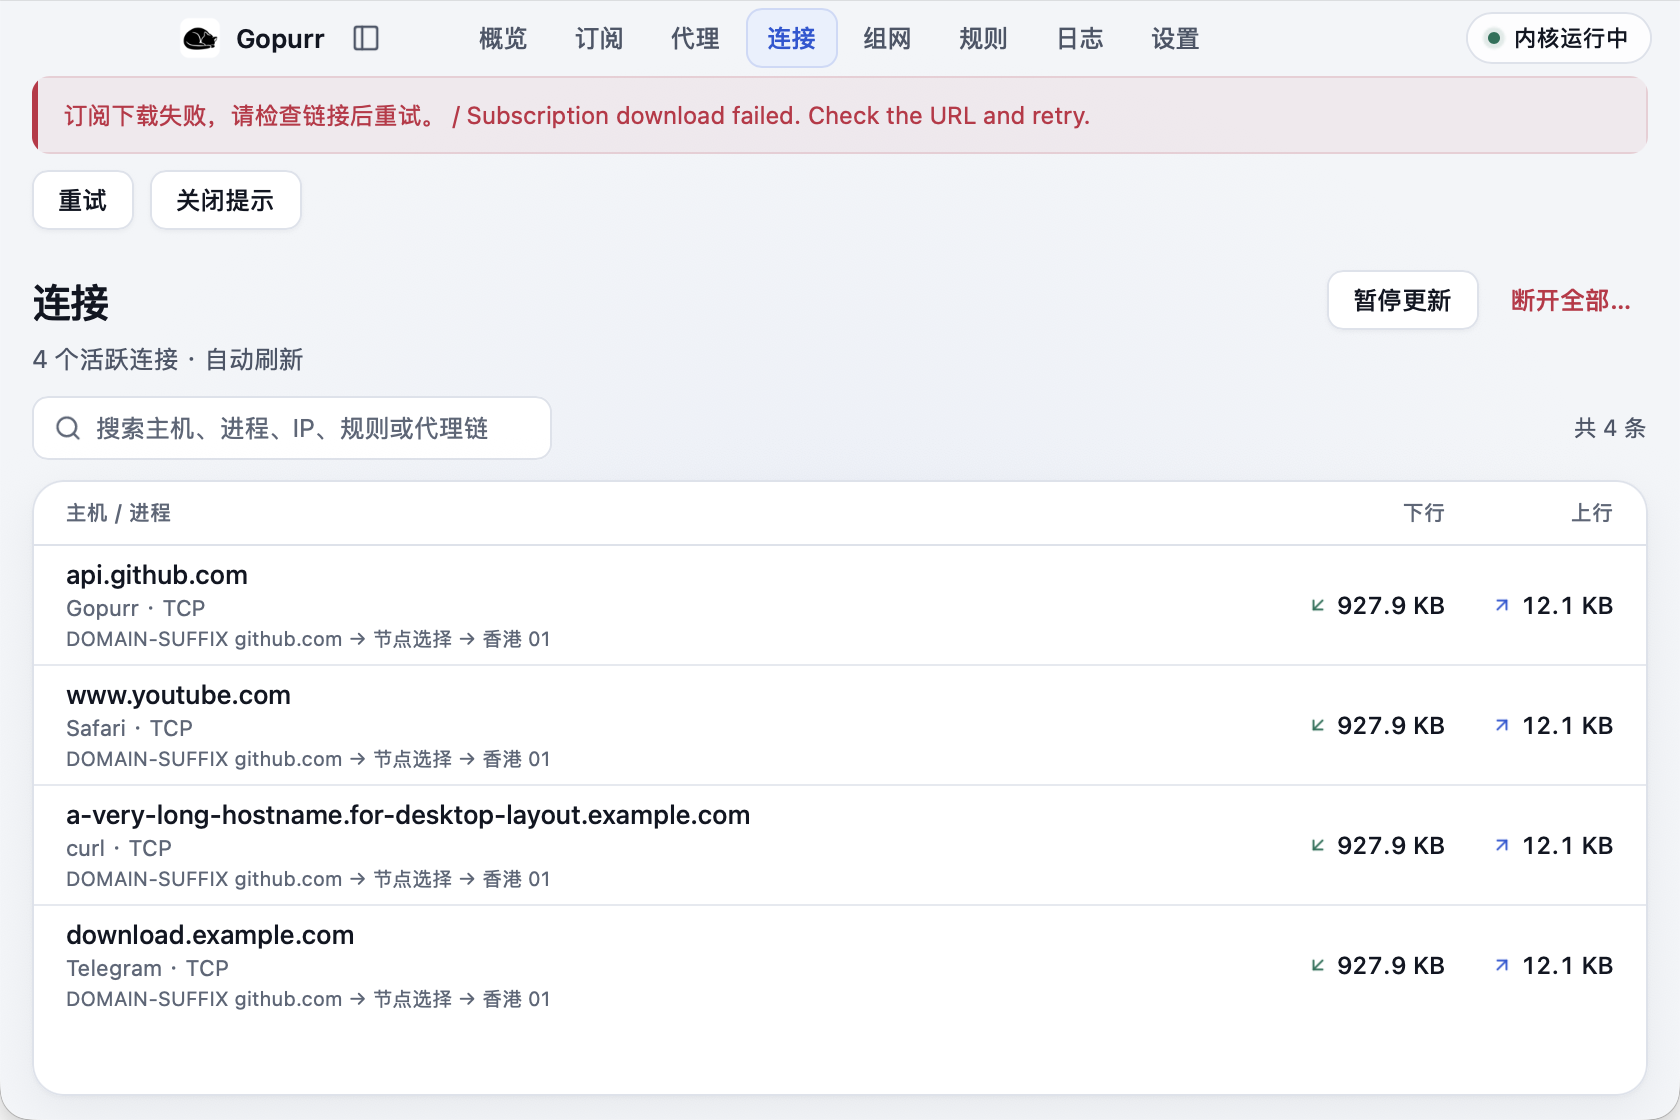 Gopurr 概览 订阅 代理 连接 组网 规则 日志 设置 内核运行中
订阅下载失败，请检查链接后重试。 / Subscription download failed. Check the URL and retry.
重试 关闭提示
连接 暂停更新 断开全部...
4 个活跃连接 · 自动刷新
搜索主机、进程、IP、规则或代理链 共 4 条
主机 / 进程 下行 上行
api.github.com
Gopurr · TCP ↙ 927.9 KB ↗ 12.1 KB
DOMAIN-SUFFIX github.com → 节点选择 → 香港 01
www.youtube.com
Safari · TCP ↙ 927.9 KB ↗ 12.1 KB
DOMAIN-SUFFIX github.com → 节点选择 → 香港 01
a-very-long-hostname.for-desktop-layout.example.com
curl · TCP ↙ 927.9 KB ↗ 12.1 KB
DOMAIN-SUFFIX github.com → 节点选择 → 香港 01
download.example.com
Telegram · TCP ↙ 927.9 KB ↗ 12.1 KB
DOMAIN-SUFFIX github.com → 节点选择 → 香港 01